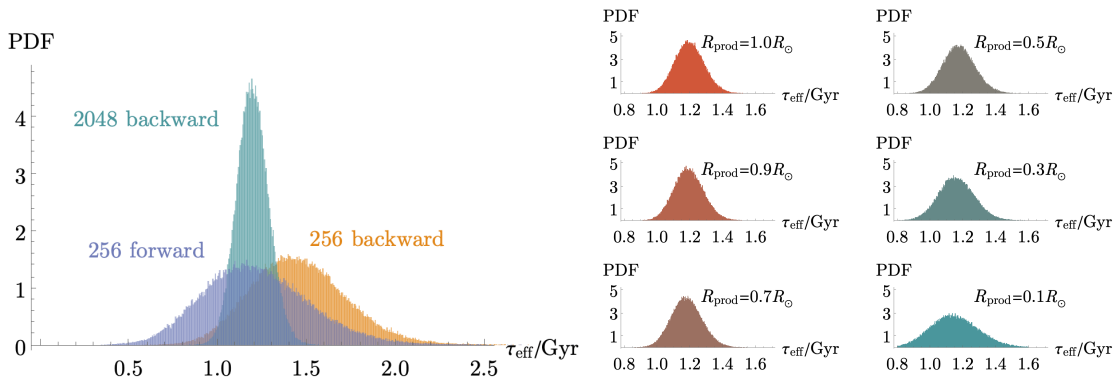 PDF
4
3
2
1
0
2048 backward
256 forward
256 backward
0.5 1.0 1.5 2.0 2.5
τeff/Gyr
PDF
5
3
1
Rprod=1.0R⊙
0.8 1.0 1.2 1.4 1.6
τeff/Gyr
PDF
5
3
1
Rprod=0.5R⊙
0.8 1.0 1.2 1.4 1.6
τeff/Gyr
PDF
5
3
1
Rprod=0.9R⊙
0.8 1.0 1.2 1.4 1.6
τeff/Gyr
PDF
5
3
1
Rprod=0.3R⊙
0.8 1.0 1.2 1.4 1.6
τeff/Gyr
PDF
5
3
1
Rprod=0.7R⊙
0.8 1.0 1.2 1.4 1.6
τeff/Gyr
PDF
5
3
1
Rprod=0.1R⊙
0.8 1.0 1.2 1.4 1.6
τeff/Gyr